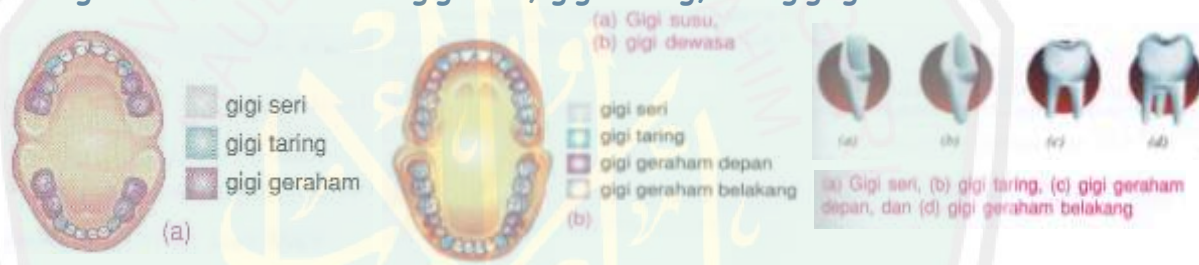 (a) Gigi susu,
(b) gigi dewasa
gigi seri
gigi taring
gigi geraham
(a)
gigi seri
gigi taring
gigi geraham depan
gigi geraham belakang
(b)
(a)
(b)
(c)
(d)
(a) Gigi seri, (b) gigi taring, (c) gigi geraham
depan, dan (d) gigi geraham belakang